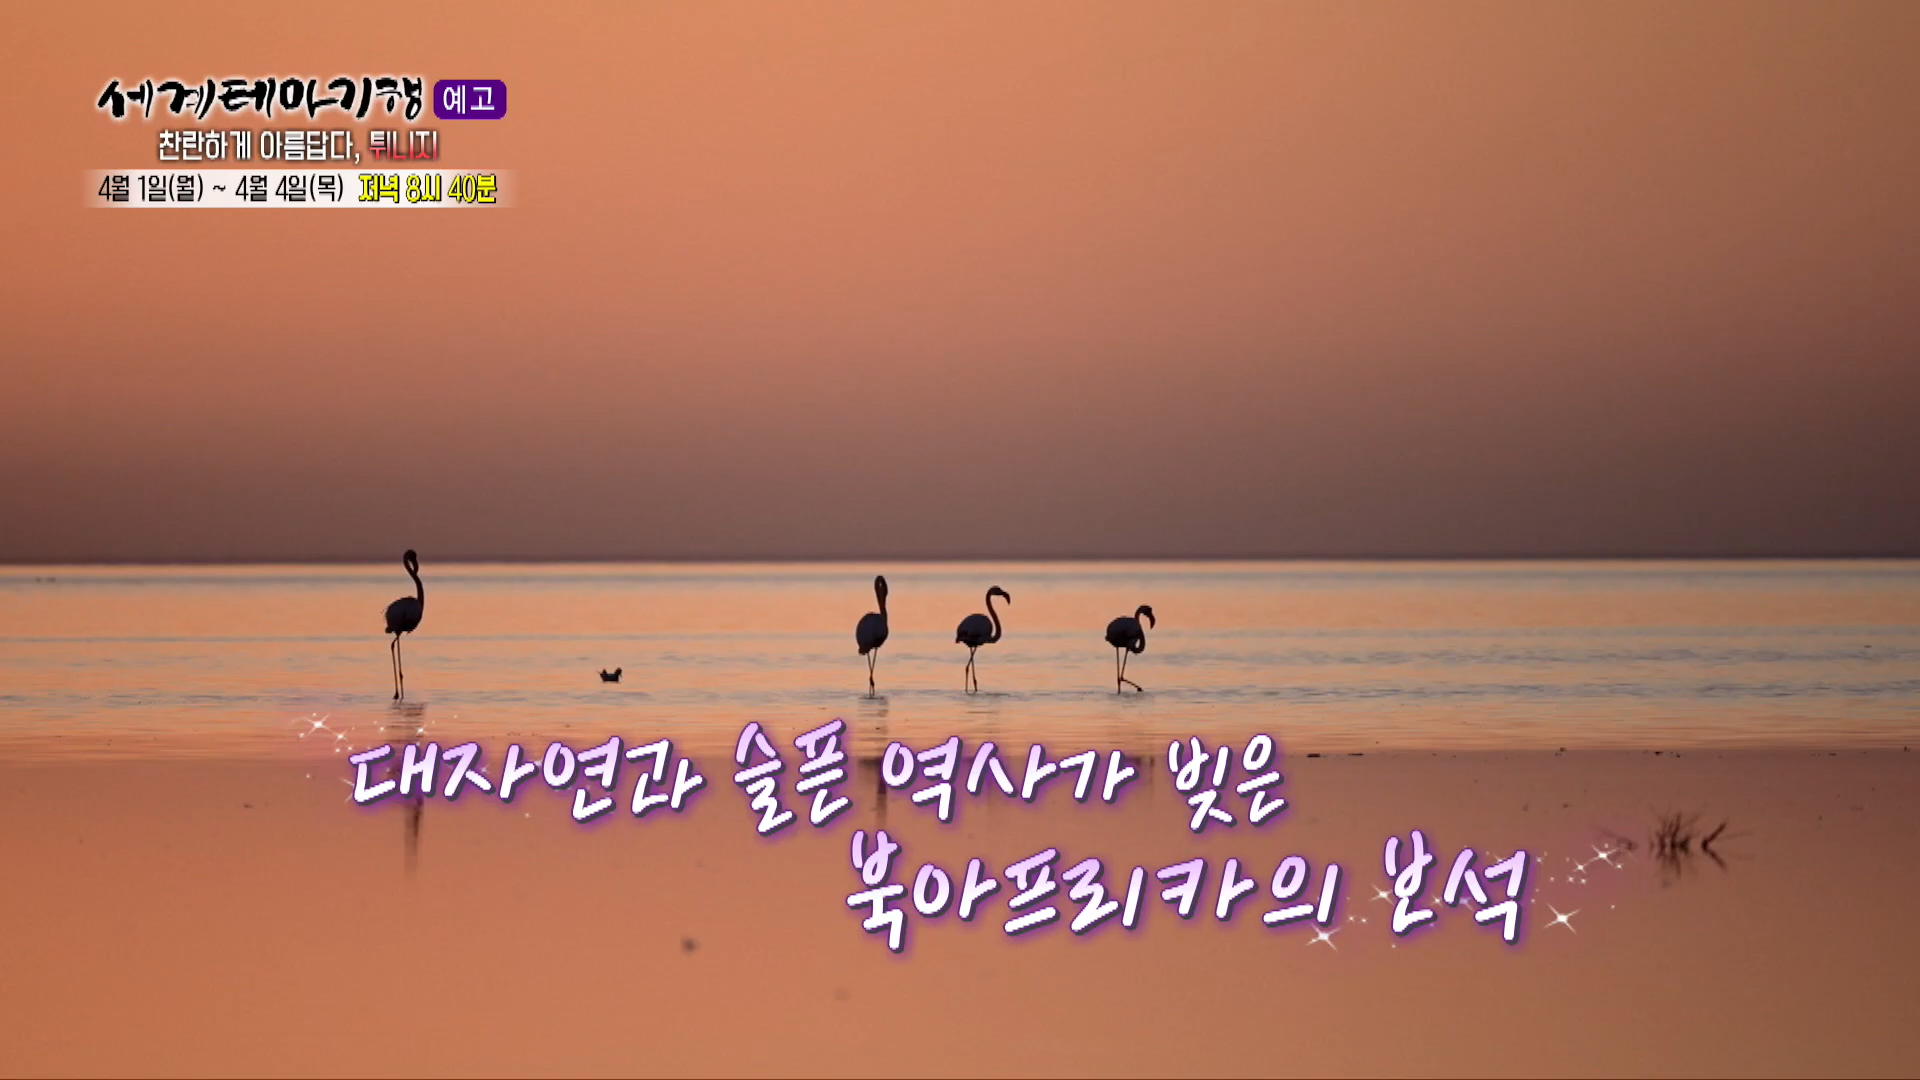 세계테마기행 예고
찬란하게 아름답다, 튀니지
4월 1일(월) ~ 4월 4일(목) 저녁 8시 40분
대자연과 슬픈 역사가 빚은
북아프리카의 보석